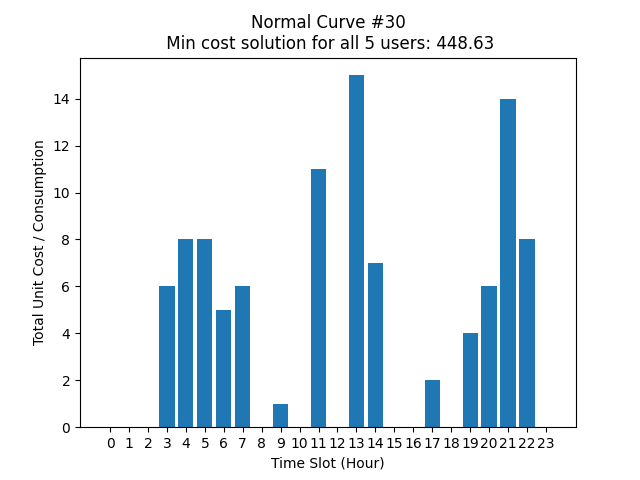 Normal Curve #30
Min cost solution for all 5 users: 448.63
Total Unit Cost / Consumption
14
12
10
8
6
4
2
0
0 1 2 3 4 5 6 7 8 9 10 11 12 13 14 15 16 17 18 19 20 21 22 23
Time Slot (Hour)